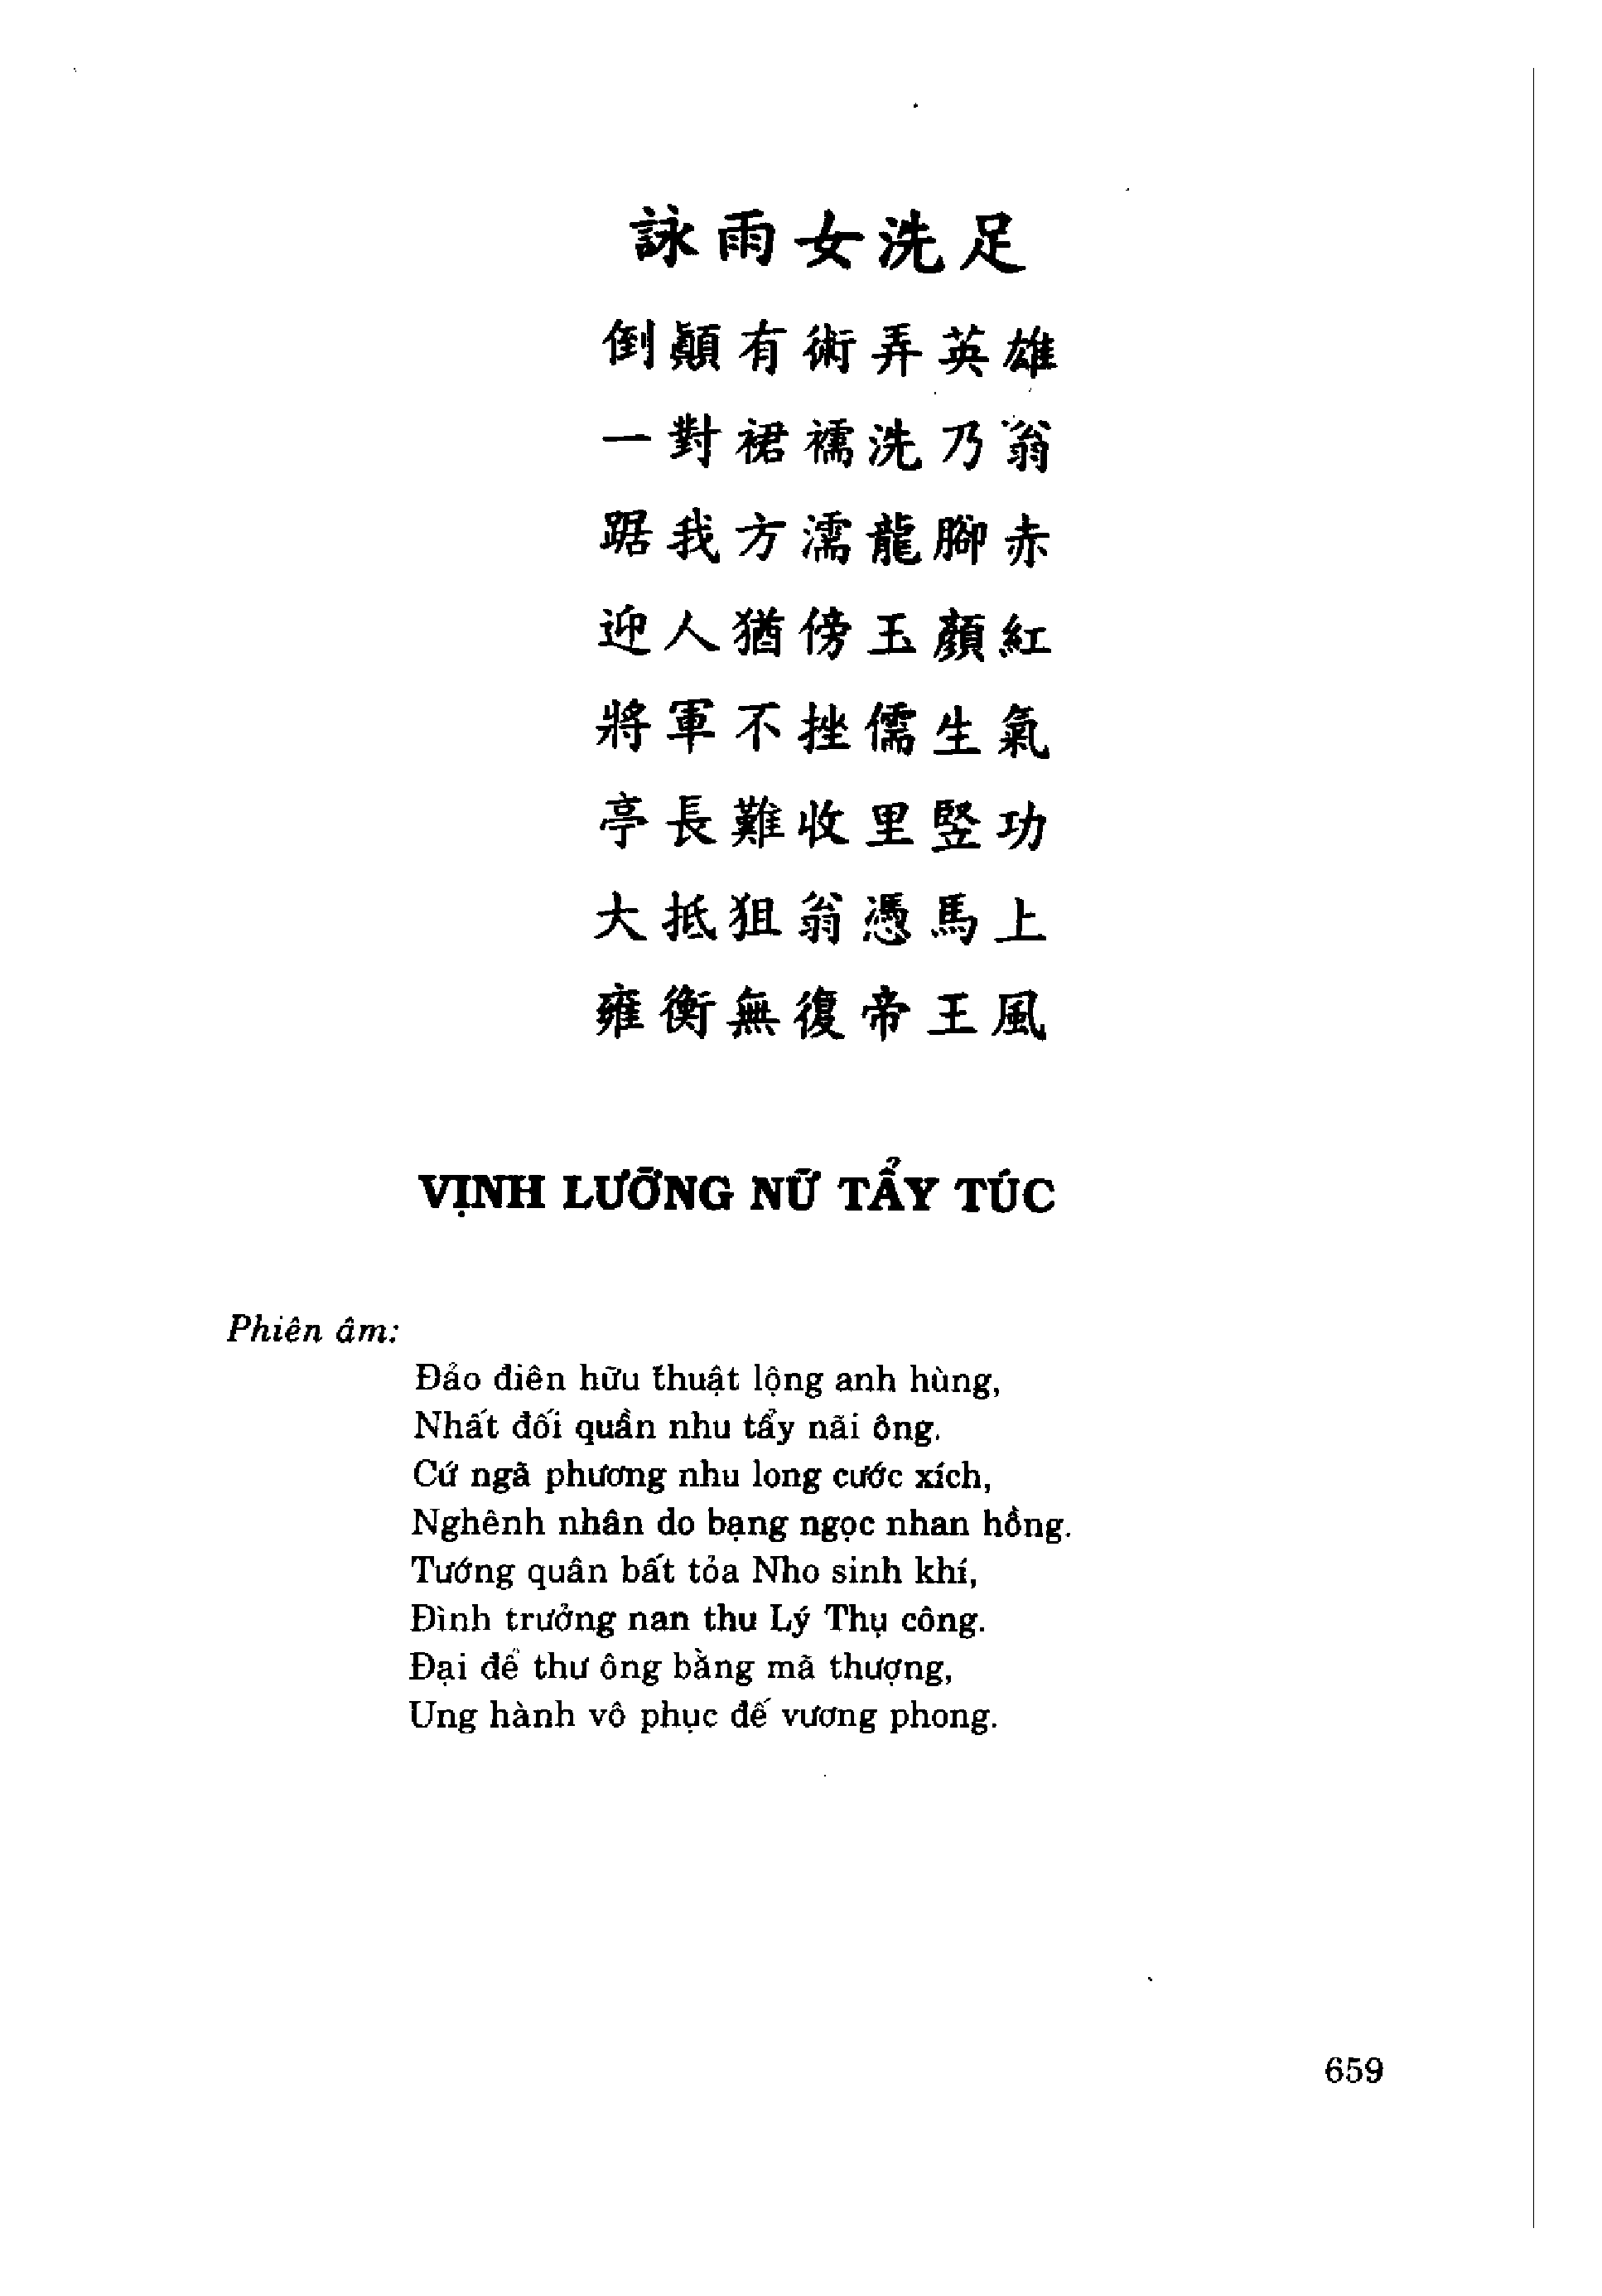 詠雨女洗足
倒顛有術弄英雄
一對裙襦洗乃翁
踞我方濡龍腳赤
迎人猶傍玉顏紅
將軍不挫儒生氣
亭長難收里豎功
大抵狙翁憑馬上
雍衡無復帝王風
VỊNH LƯỠNG NỮ TẨY TÚC
Phiên âm:
Đảo điên hữu thuật lộng anh hùng,
Nhất đối quần nhu tẩy nãi ông.
Cứ ngã phương nhu long cước xích,
Nghênh nhân do bạng ngọc nhan hồng.
Tướng quân bất tỏa Nho sinh khí,
Đình trưởng nan thu Lý Thụ công.
Đại để thư ông bằng mã thượng,
Ung hành vô phục đế vương phong.
659